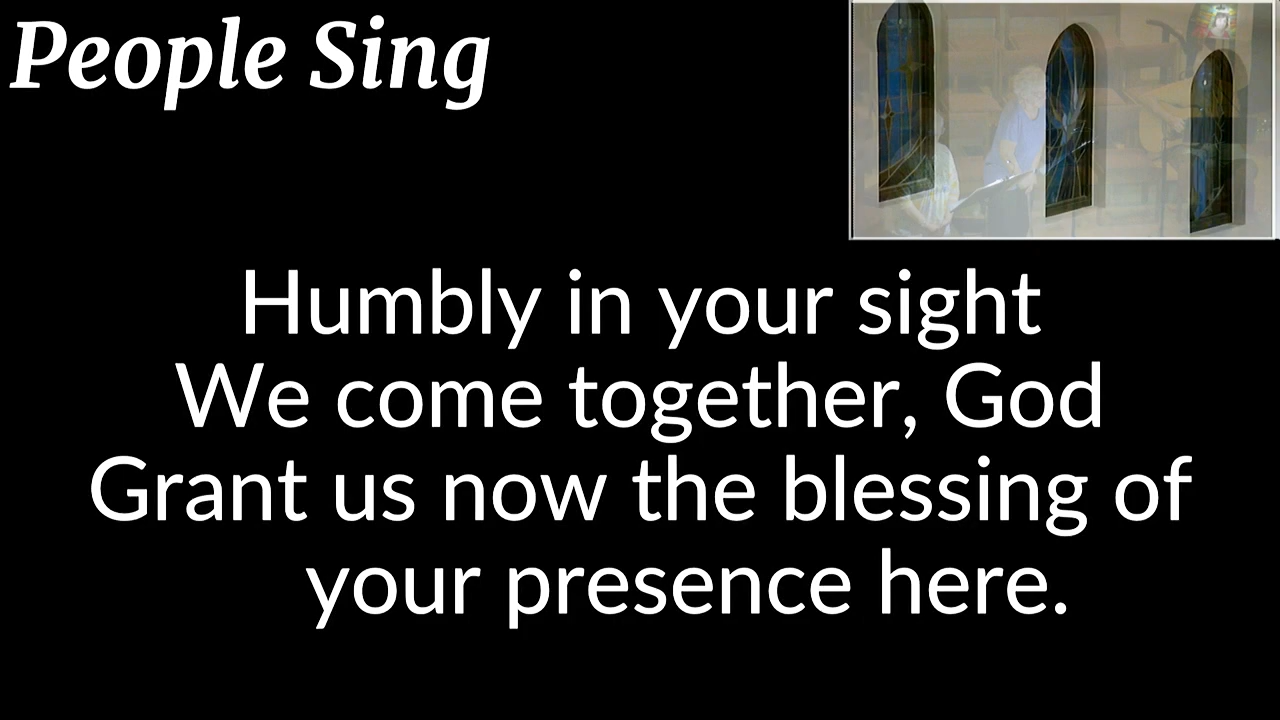 People Sing
Humbly in your sight
We come together, God
Grant us now the blessing of
your presence here.